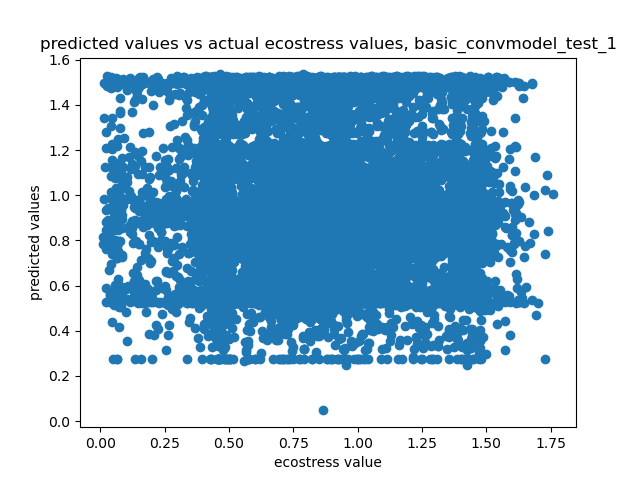 predicted values vs actual ecostress values, basic_convmodel_test_1
predicted values
1.6
1.4
1.2
1.0
0.8
0.6
0.4
0.2
0.0
0.00 0.25 0.50 0.75 1.00 1.25 1.50 1.75
ecostress value